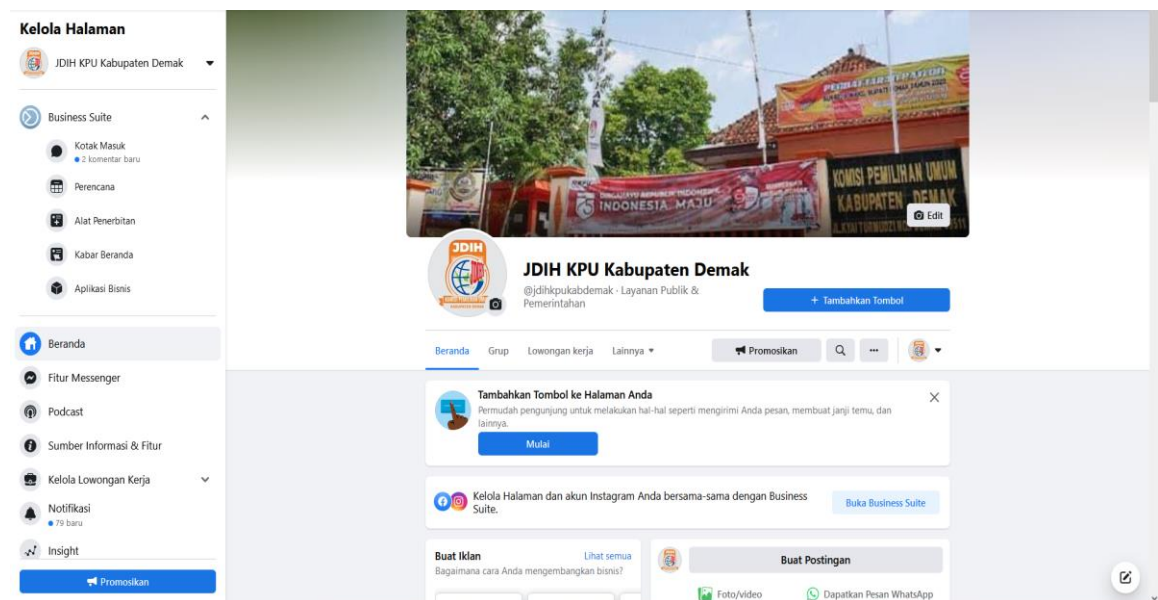 Kelola Halaman
JDIH KPU Kabupaten Demak
Business Suite
Kotak Masuk
2 komentar baru
Perencana
Alat Penerbitan
Kabar Beranda
Aplikasi Bisnis
Beranda
Fitur Messenger
Podcast
Sumber Informasi & Fitur
Kelola Lowongan Kerja
Notifikasi
79 baru
Insight
Promosikan
INDONESIA MAJU
KOMISI PEMILIHAN UMUM
KABUPATEN DEMAK
Edit
JDIH
JDIH KPU Kabupaten Demak
@jdihkpukabdemak · Layanan Publik &
Pemerintahan
+ Tambahkan Tombol
Beranda Grup Lowongan kerja Lainnya
Promosikan
Tambahkan Tombol ke Halaman Anda
Permudah pengunjung untuk melakukan hal-hal seperti mengirimi Anda pesan, membuat janji temu, dan
lainnya.
Mulai
Kelola Halaman dan akun Instagram Anda bersama-sama dengan Business
Suite.
Buka Business Suite
Buat Iklan Lihat semua
Bagaimana cara Anda mengembangkan bisnis?
Buat Postingan
Foto/video Dapatkan Pesan WhatsApp